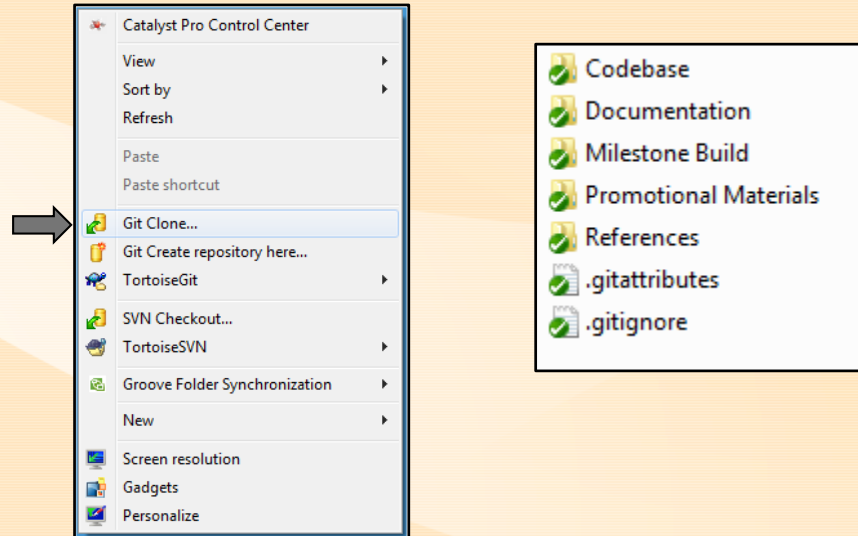 Catalyst Pro Control Center
View
Sort by
Refresh
Paste
Paste shortcut
Git Clone...
Git Create repository here...
TortoiseGit
SVN Checkout...
TortoiseSVN
Groove Folder Synchronization
New
Screen resolution
Gadgets
Personalize
Codebase
Documentation
Milestone Build
Promotional Materials
References
.gitattributes
.gitignore